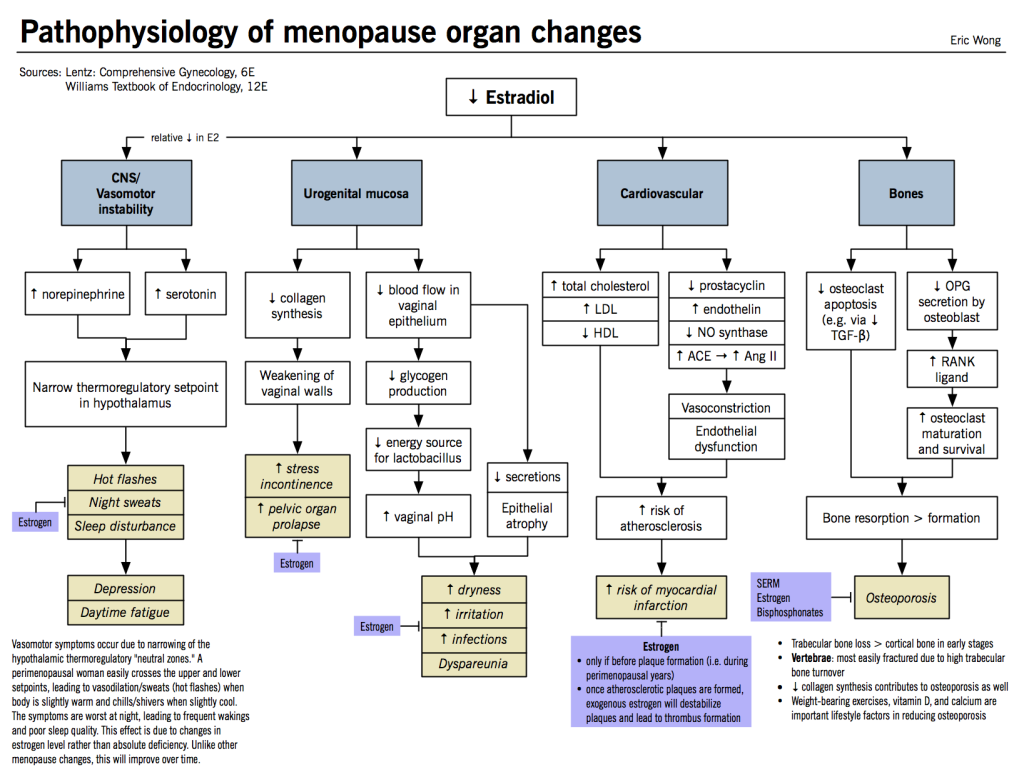 Pathophysiology of menopause organ changes
Eric Wong
Sources: Lentz: Comprehensive Gynecology, 6E
Williams Textbook of Endocrinology, 12E
↓ Estradiol
relative ↓ in E2
CNS/
Vasomotor
instability
Urogenital mucosa
Cardiovascular
Bones
↑ norepinephrine
↑ serotonin
Narrow thermoregulatory setpoint
in hypothalamus
Hot flashes
Night sweats
Sleep disturbance
Estrogen
Depression
Daytime fatigue
Vasomotor symptoms occur due to narrowing of the
hypothalamic thermoregulatory "neutral zones." A
perimenopausal woman easily crosses the upper and lower
setpoints, leading to vasodilation/sweats (hot flashes) when
body is slightly warm and chills/shivers when slightly cool.
The symptoms are worst at night, leading to frequent wakings
and poor sleep quality. This effect is due to changes in
estrogen level rather than absolute deficiency. Unlike other
menopause changes, this will improve over time.
↓ collagen
synthesis
Weakening of
vaginal walls
↑ stress
incontinence
↑ pelvic organ
prolapse
Estrogen
↓ blood flow in
vaginal
epithelium
↓ glycogen
production
↓ energy source
for lactobacillus
↑ vaginal pH
↓ secretions
Epithelial
atrophy
↑ dryness
↑ irritation
↑ infections
Dyspareunia
Estrogen
↑ total cholesterol
↑ LDL
↓ HDL
↓ prostacyclin
↑ endothelin
↓ NO synthase
↑ ACE → ↑ Ang II
Vasoconstriction
Endothelial
dysfunction
↑ risk of
atherosclerosis
↑ risk of myocardial
infarction
Estrogen
• only if before plaque formation (i.e. during
perimenopausal years)
• once atherosclerotic plaques are formed,
exogenous estrogen will destabilize
plaques and lead to thrombus formation
↓ osteoclast
apoptosis
(e.g. via ↓
TGF-β)
↓ OPG
secretion by
osteoblast
↑ RANK
ligand
↑ osteoclast
maturation
and survival
Bone resorption > formation
SERM
Estrogen
Bisphosphonates
Osteoporosis
• Trabecular bone loss > cortical bone in early stages
• Vertebrae: most easily fractured due to high trabecular
bone turnover
• ↓ collagen synthesis contributes to osteoporosis as well
• Weight-bearing exercises, vitamin D, and calcium are
important lifestyle factors in reducing osteoporosis